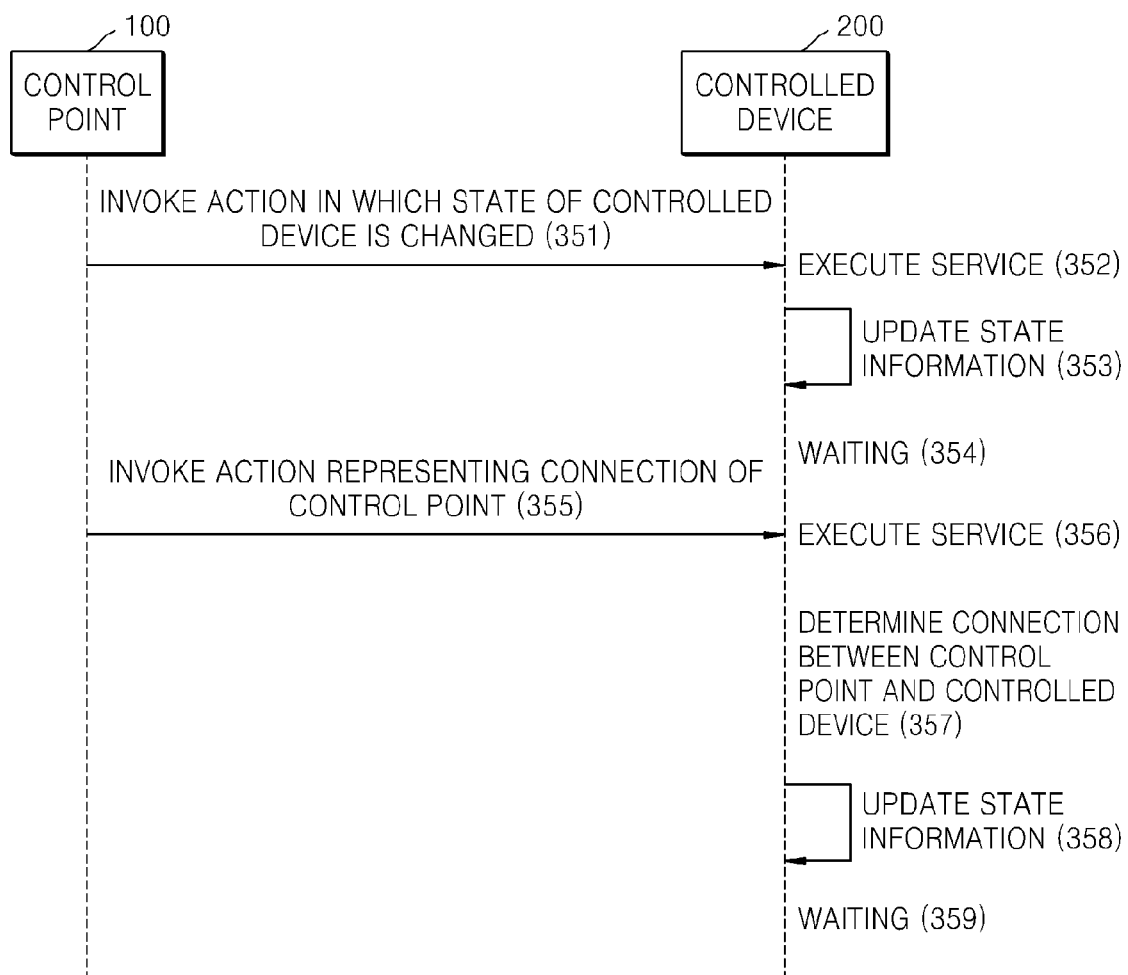 100
200
CONTROL
POINT
CONTROLLED
DEVICE
INVOKE ACTION IN WHICH STATE OF CONTROLLED
DEVICE IS CHANGED (351)
EXECUTE SERVICE (352)
UPDATE STATE
INFORMATION (353)
WAITING (354)
INVOKE ACTION REPRESENTING CONNECTION OF
CONTROL POINT (355)
EXECUTE SERVICE (356)
DETERMINE CONNECTION
BETWEEN CONTROL
POINT AND CONTROLLED
DEVICE (357)
UPDATE STATE
INFORMATION (358)
WAITING (359)